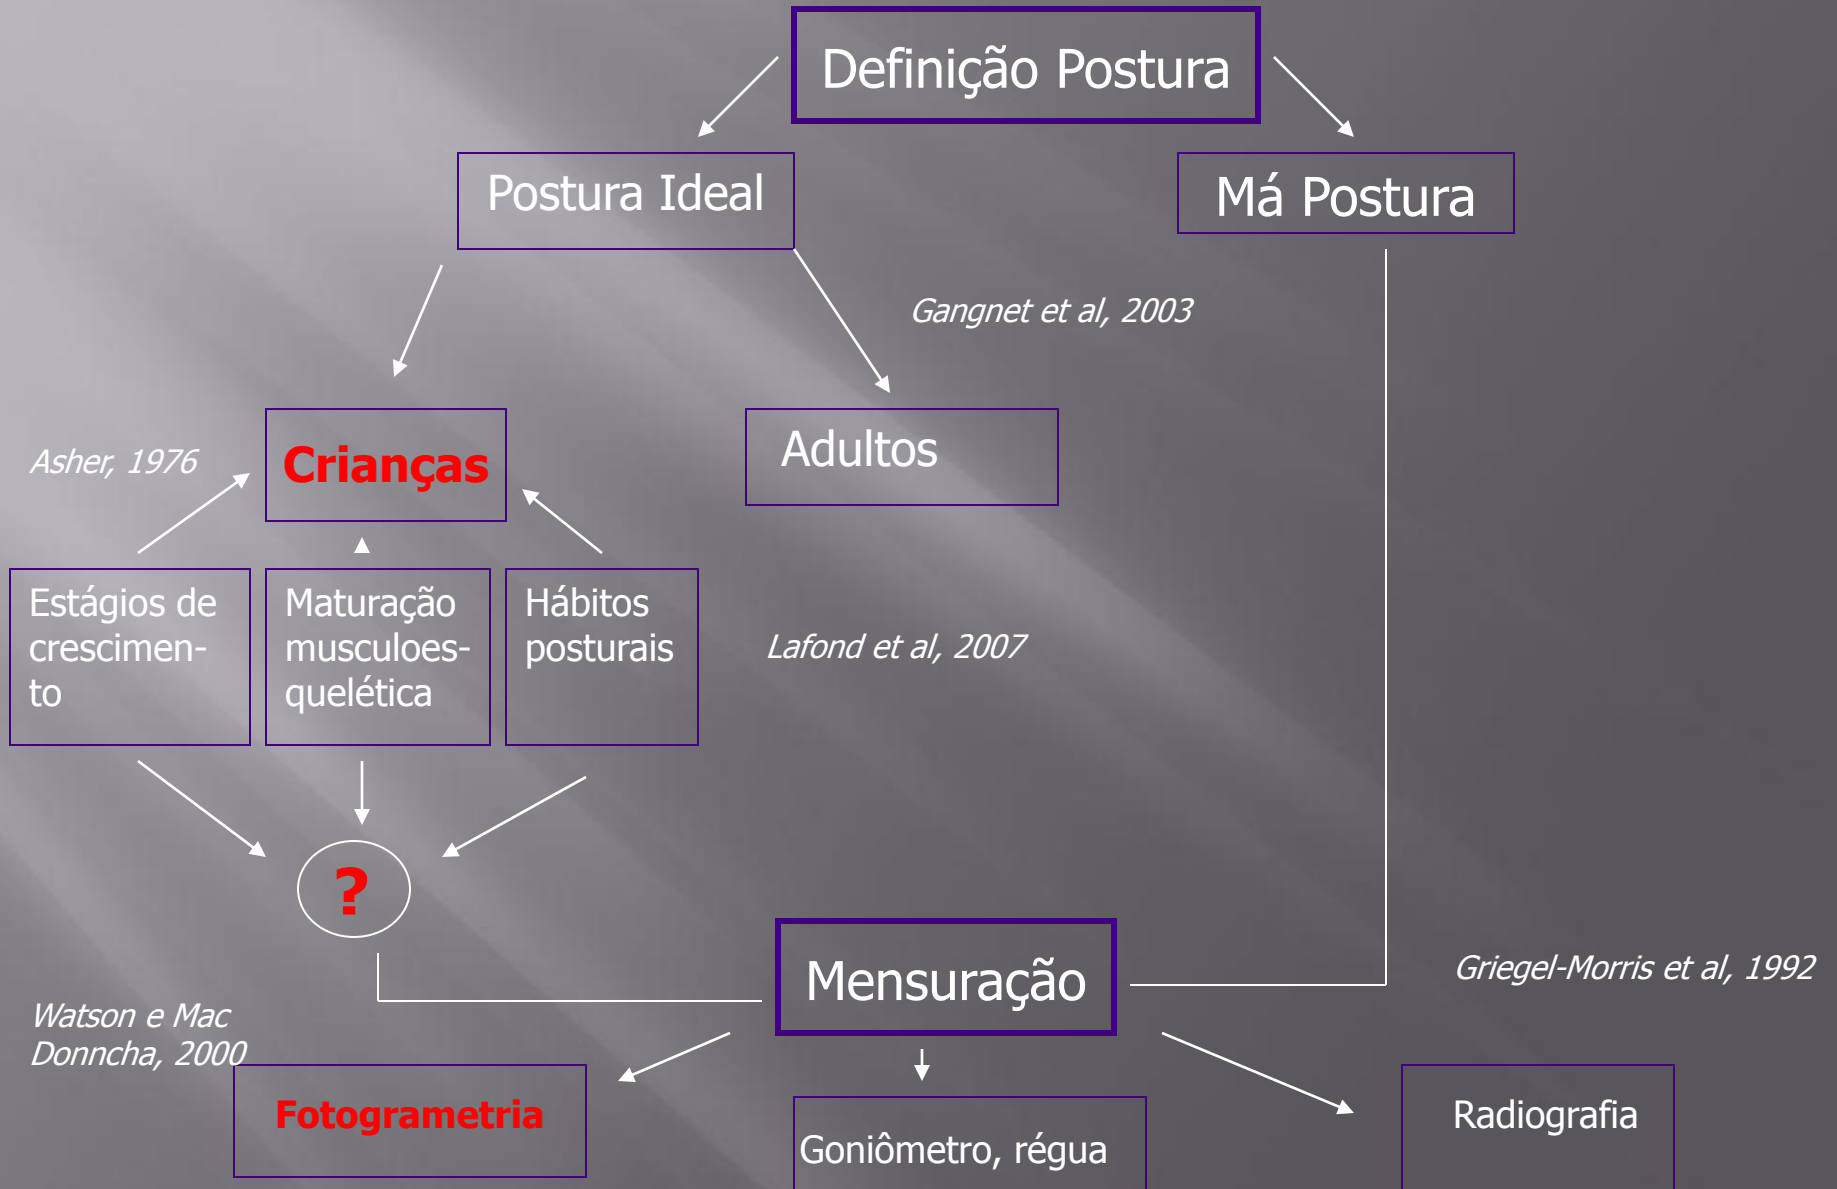 Definição Postura
Postura Ideal
Má Postura
Gangnet et al, 2003
Asher, 1976
Crianças
Adultos
Estágios de
crescimen-
to
Maturação
musculoes-
quelética
Hábitos
posturais
Lafond et al, 2007
?
Mensuração
Griegel-Morris et al, 1992
Watson e Mac
Donncha, 2000
Fotogrametria
Goniômetro, régua
Radiografia